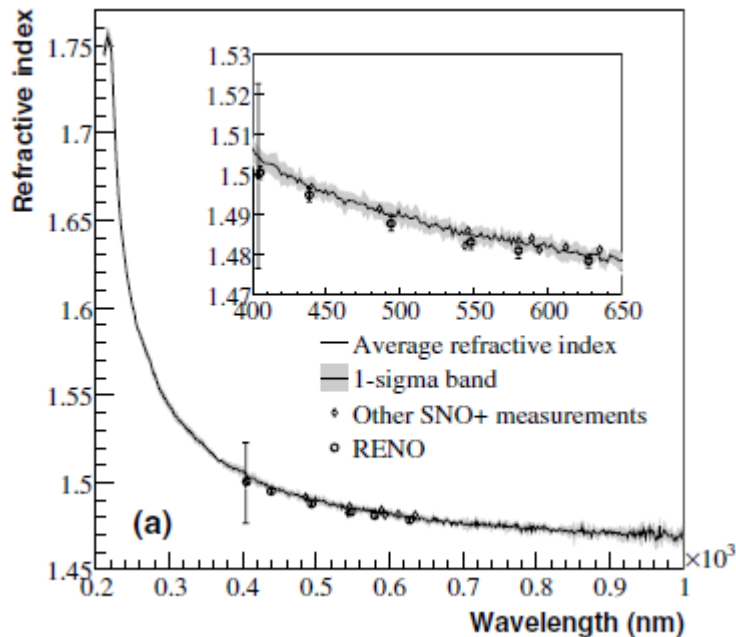 Refractive index
1.75
1.7
1.65
1.6
1.55
1.5
1.45
1.53
1.52
1.51
1.5
1.49
1.48
1.47
400 450 500 550 600 650
Average refractive index
1-sigma band
Other SNO+ measurements
RENO
(a)
0.2 0.3 0.4 0.5 0.6 0.7 0.8 0.9 1
×10³
Wavelength (nm)